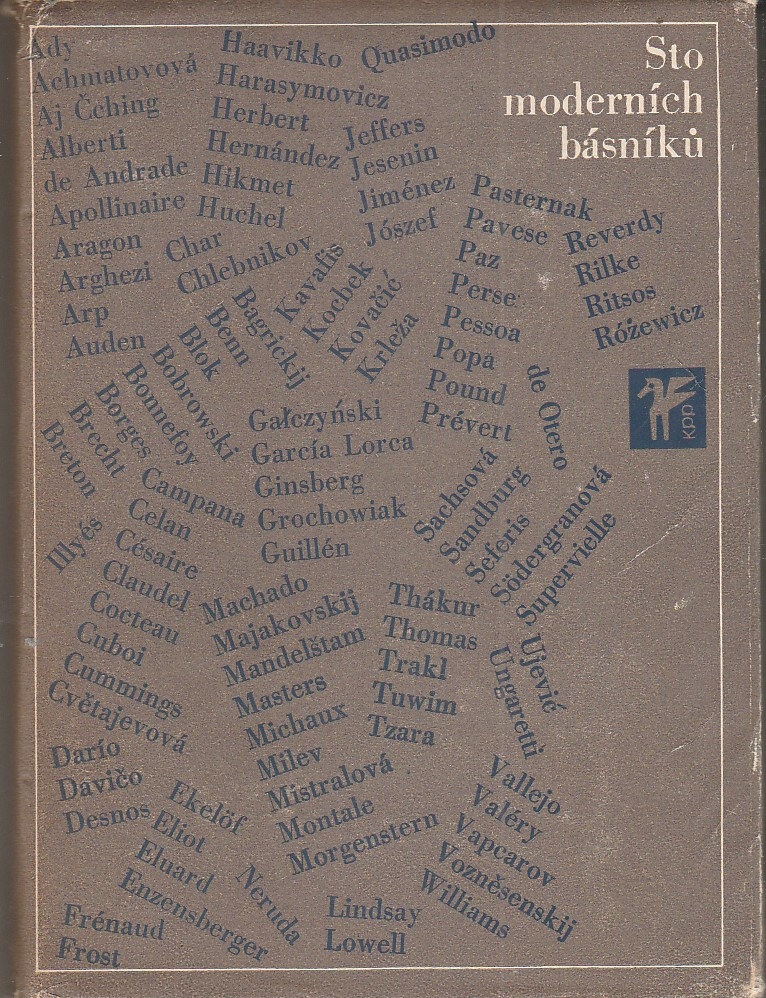 Sto
moderních
básníků
Ady
Achmatovová
Aj Čching
Alberti
de Andrade
Apollinaire
Aragon
Arghezi
Arp
Auden
Bagrickij
Benn
Blok
Bobrowski
Bonnefoy
Borges
Brecht
Breton
Campana
Celan
Césaire
Claudel
Cocteau
Cuboi
Cummings
Cvětajevová
Darío
Davičo
Desnos
Ekelöf
Eliot
Eluard
Enzensberger
Frénaud
Frost
Gałczyński
García Lorca
Ginsberg
Grochowiak
Guillén
Haavikko
Harasymovicz
Herbert
Hernández
Hikmet
Huchel
Char
Chlebnikov
Illyés
Jeffers
Jesenin
Jiménez
Jószef
Kavafis
Kocbek
Kovačić
Krleža
Lindsay
Lowell
Machado
Majakovskij
Mandelštam
Masters
Michaux
Milev
Mistralová
Montale
Morgenstern
Neruda
de Otero
Pasternak
Pavese
Paz
Perse
Pessoa
Popa
Pound
Prévert
Quasimodo
Reverdy
Rilke
Ritsos
Różewicz
Sachsová
Sandburg
Seferis
Södergranová
Supervielle
Thákur
Thomas
Trakl
Tuwim
Tzara
Ujević
Ungaretti
Vallejo
Valéry
Vapcarov
Vozněsenskij
Williams
kpp